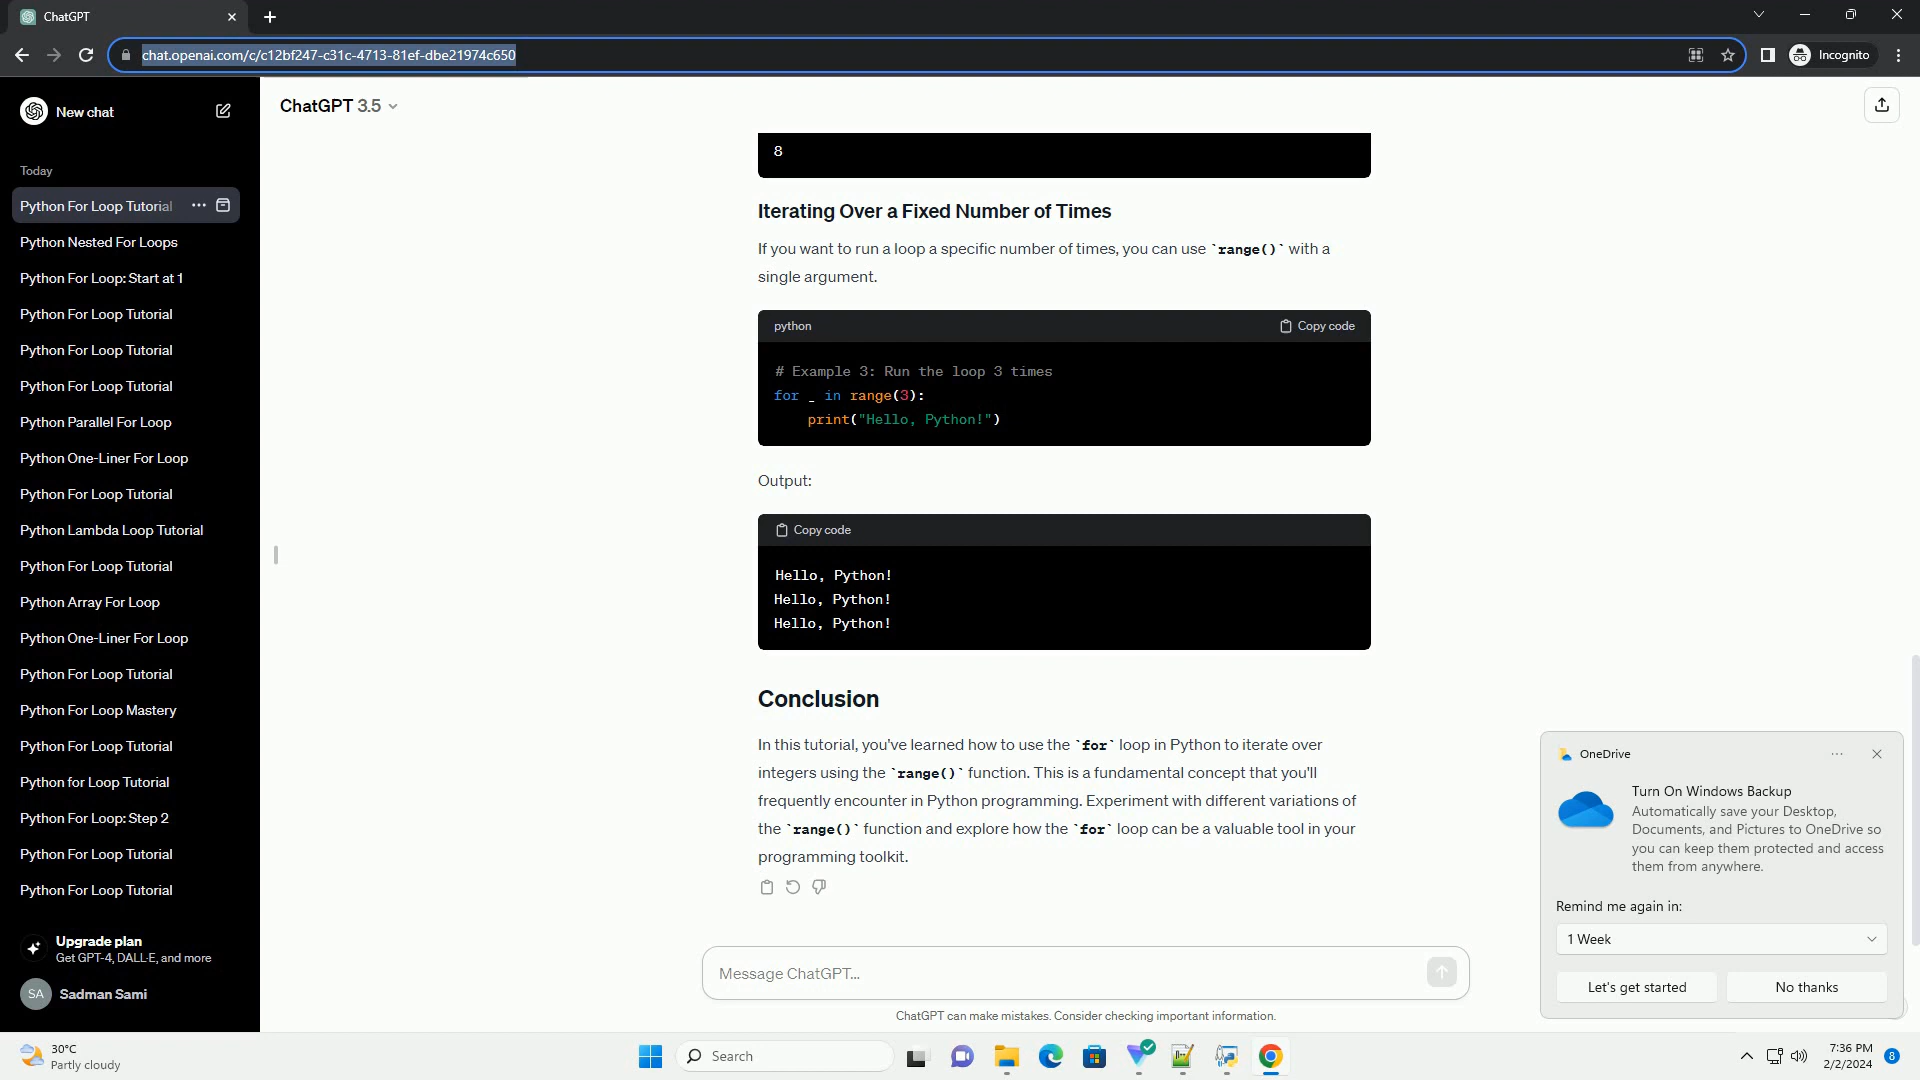 ChatGPT
chat.openai.com/c/c12bf247-c31c-4713-81ef-dbe21974c650
Incognito
New chat
Today
Python For Loop Tutorial
Python Nested For Loops
Python For Loop: Start at 1
Python For Loop Tutorial
Python For Loop Tutorial
Python For Loop Tutorial
Python Parallel For Loop
Python One-Liner For Loop
Python For Loop Tutorial
Python Lambda Loop Tutorial
Python For Loop Tutorial
Python Array For Loop
Python One-Liner For Loop
Python For Loop Tutorial
Python For Loop Mastery
Python For Loop Tutorial
Python for Loop Tutorial
Python For Loop: Step 2
Python For Loop Tutorial
Python For Loop Tutorial
Upgrade plan
Get GPT-4, DALL·E, and more
SA Sadman Sami
ChatGPT 3.5
8
Iterating Over a Fixed Number of Times
If you want to run a loop a specific number of times, you can use `range()` with a
single argument.
python Copy code
# Example 3: Run the loop 3 times
for _ in range(3):
print("Hello, Python!")
Output:
Copy code
Hello, Python!
Hello, Python!
Hello, Python!
Conclusion
In this tutorial, you've learned how to use the `for` loop in Python to iterate over
integers using the `range()` function. This is a fundamental concept that you'll
frequently encounter in Python programming. Experiment with different variations of
the `range()` function and explore how the `for` loop can be a valuable tool in your
programming toolkit.
Message ChatGPT...
ChatGPT can make mistakes. Consider checking important information.
OneDrive
Turn On Windows Backup
Automatically save your Desktop,
Documents, and Pictures to OneDrive so
you can keep them protected and access
them from anywhere.
Remind me again in:
1 Week
Let's get started No thanks
30°C
Partly cloudy
Search
7:36 PM
2/2/2024
8